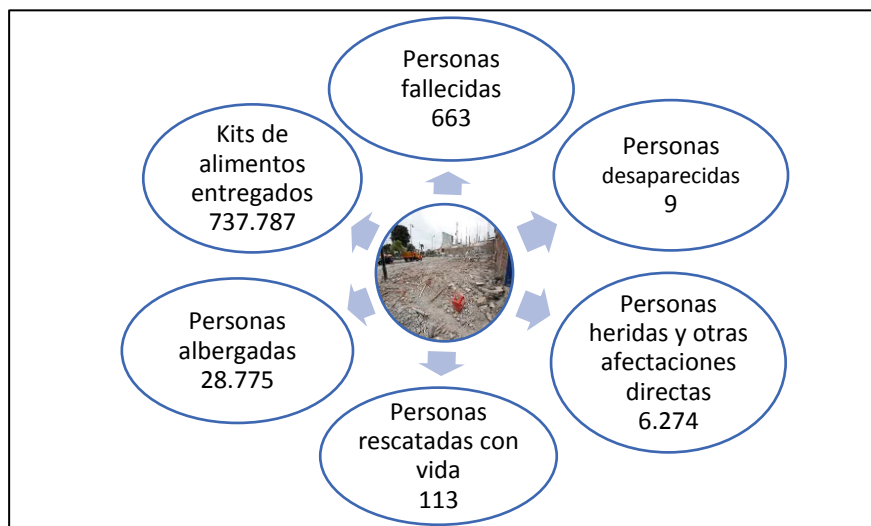 Personas
fallecidas
663
Personas
desaparecidas
9
Personas
heridas y otras
afectaciones
directas
6.274
Personas
rescatadas con
vida
113
Personas
albergadas
28.775
Kits de
alimentos
entregados
737.787